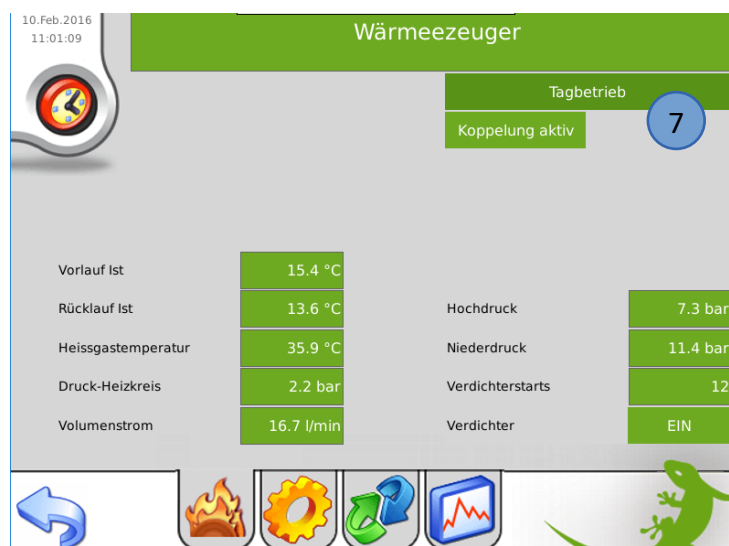 10.Feb.2016
11:01:09
Wärmeezeuger
Tagbetrieb
Koppelung aktiv
7
Vorlauf Ist 15.4 °C
Rücklauf Ist 13.6 °C Hochdruck 7.3 bar
Heissgastemperatur 35.9 °C Niederdruck 11.4 bar
Druck-Heizkreis 2.2 bar Verdichterstarts 12
Volumenstrom 16.7 l/min Verdichter EIN